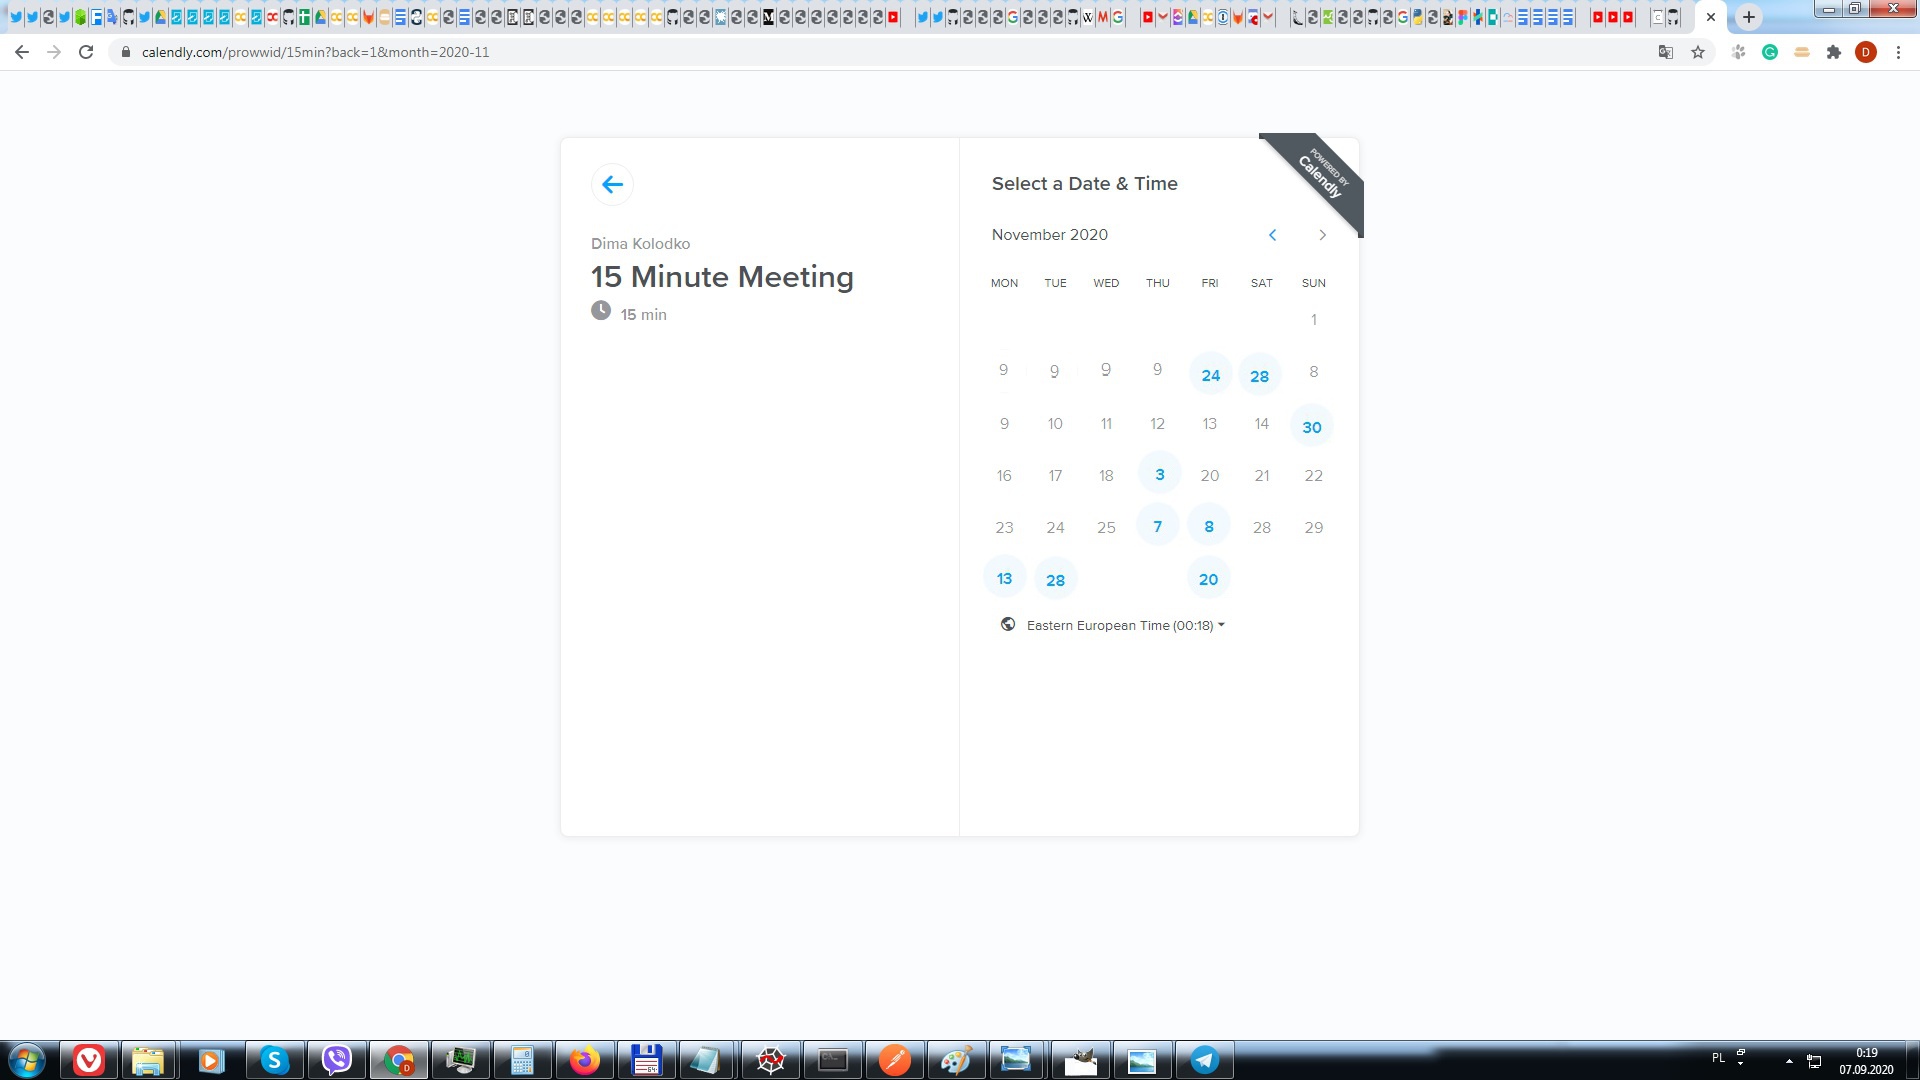 calendly.com/prowwid/15min?back=1&month=2020-11
D
POWERED BY
Calendly
Select a Date & Time
Dima Kolodko
15 Minute Meeting
15 min
November 2020
MON TUE WED THU FRI SAT SUN
1
9 9 9 9 24 28 8
9 10 11 12 13 14 30
16 17 18 3 20 21 22
23 24 25 7 8 28 29
13 28 20
Eastern European Time (00:18)
PL
0:19
07.09.2020